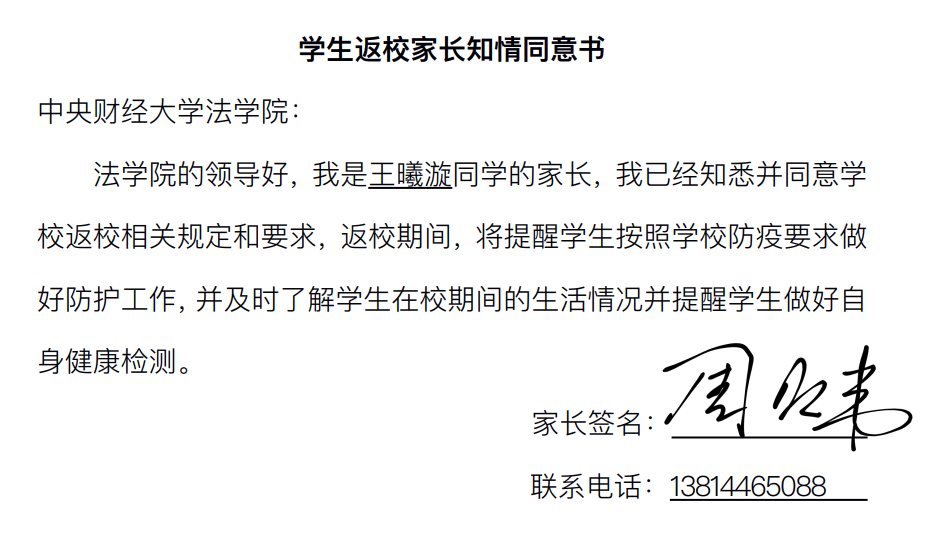 学生返校家长知情同意书
中央财经大学法学院：
法学院的领导好，我是王曦漩同学的家长，我已经知悉并同意学
校返校相关规定和要求，返校期间，将提醒学生按照学校防疫要求做
好防护工作，并及时了解学生在校期间的生活情况并提醒学生做好自
身健康检测。
家长签名：周
联系电话：13814465088